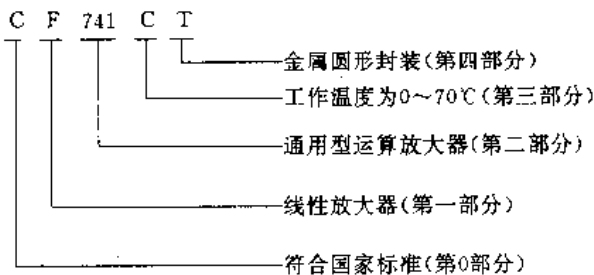 C F 741 C T
金属圆形封装(第四部分)
工作温度为0～70℃(第三部分)
通用型运算放大器(第二部分)
线性放大器(第一部分)
符合国家标准(第0部分)